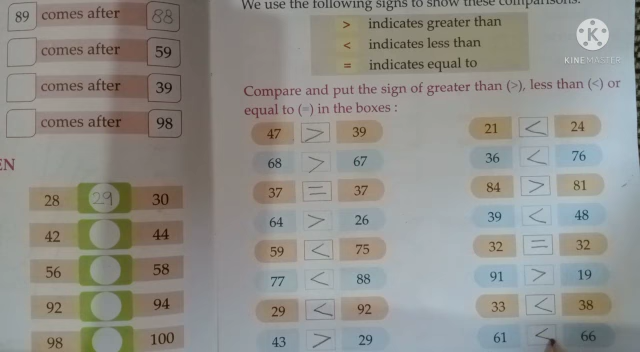 89 comes after 88
comes after 59
comes after 39
comes after 98
EN
28 29 30
42 44
56 58
92 94
98 100
We use the following signs to show these comparisons.
> indicates greater than
< indicates less than
= indicates equal to
K
KINEMASTER
Compare and put the sign of greater than (>), less than (<) or
equal to (=) in the boxes :
47 > 39
68 > 67
37 = 37
64 > 26
59 < 75
77 < 88
29 < 92
43 > 29
21 < 24
36 < 76
84 > 81
39 < 48
32 = 32
91 > 19
33 < 38
61 < 66